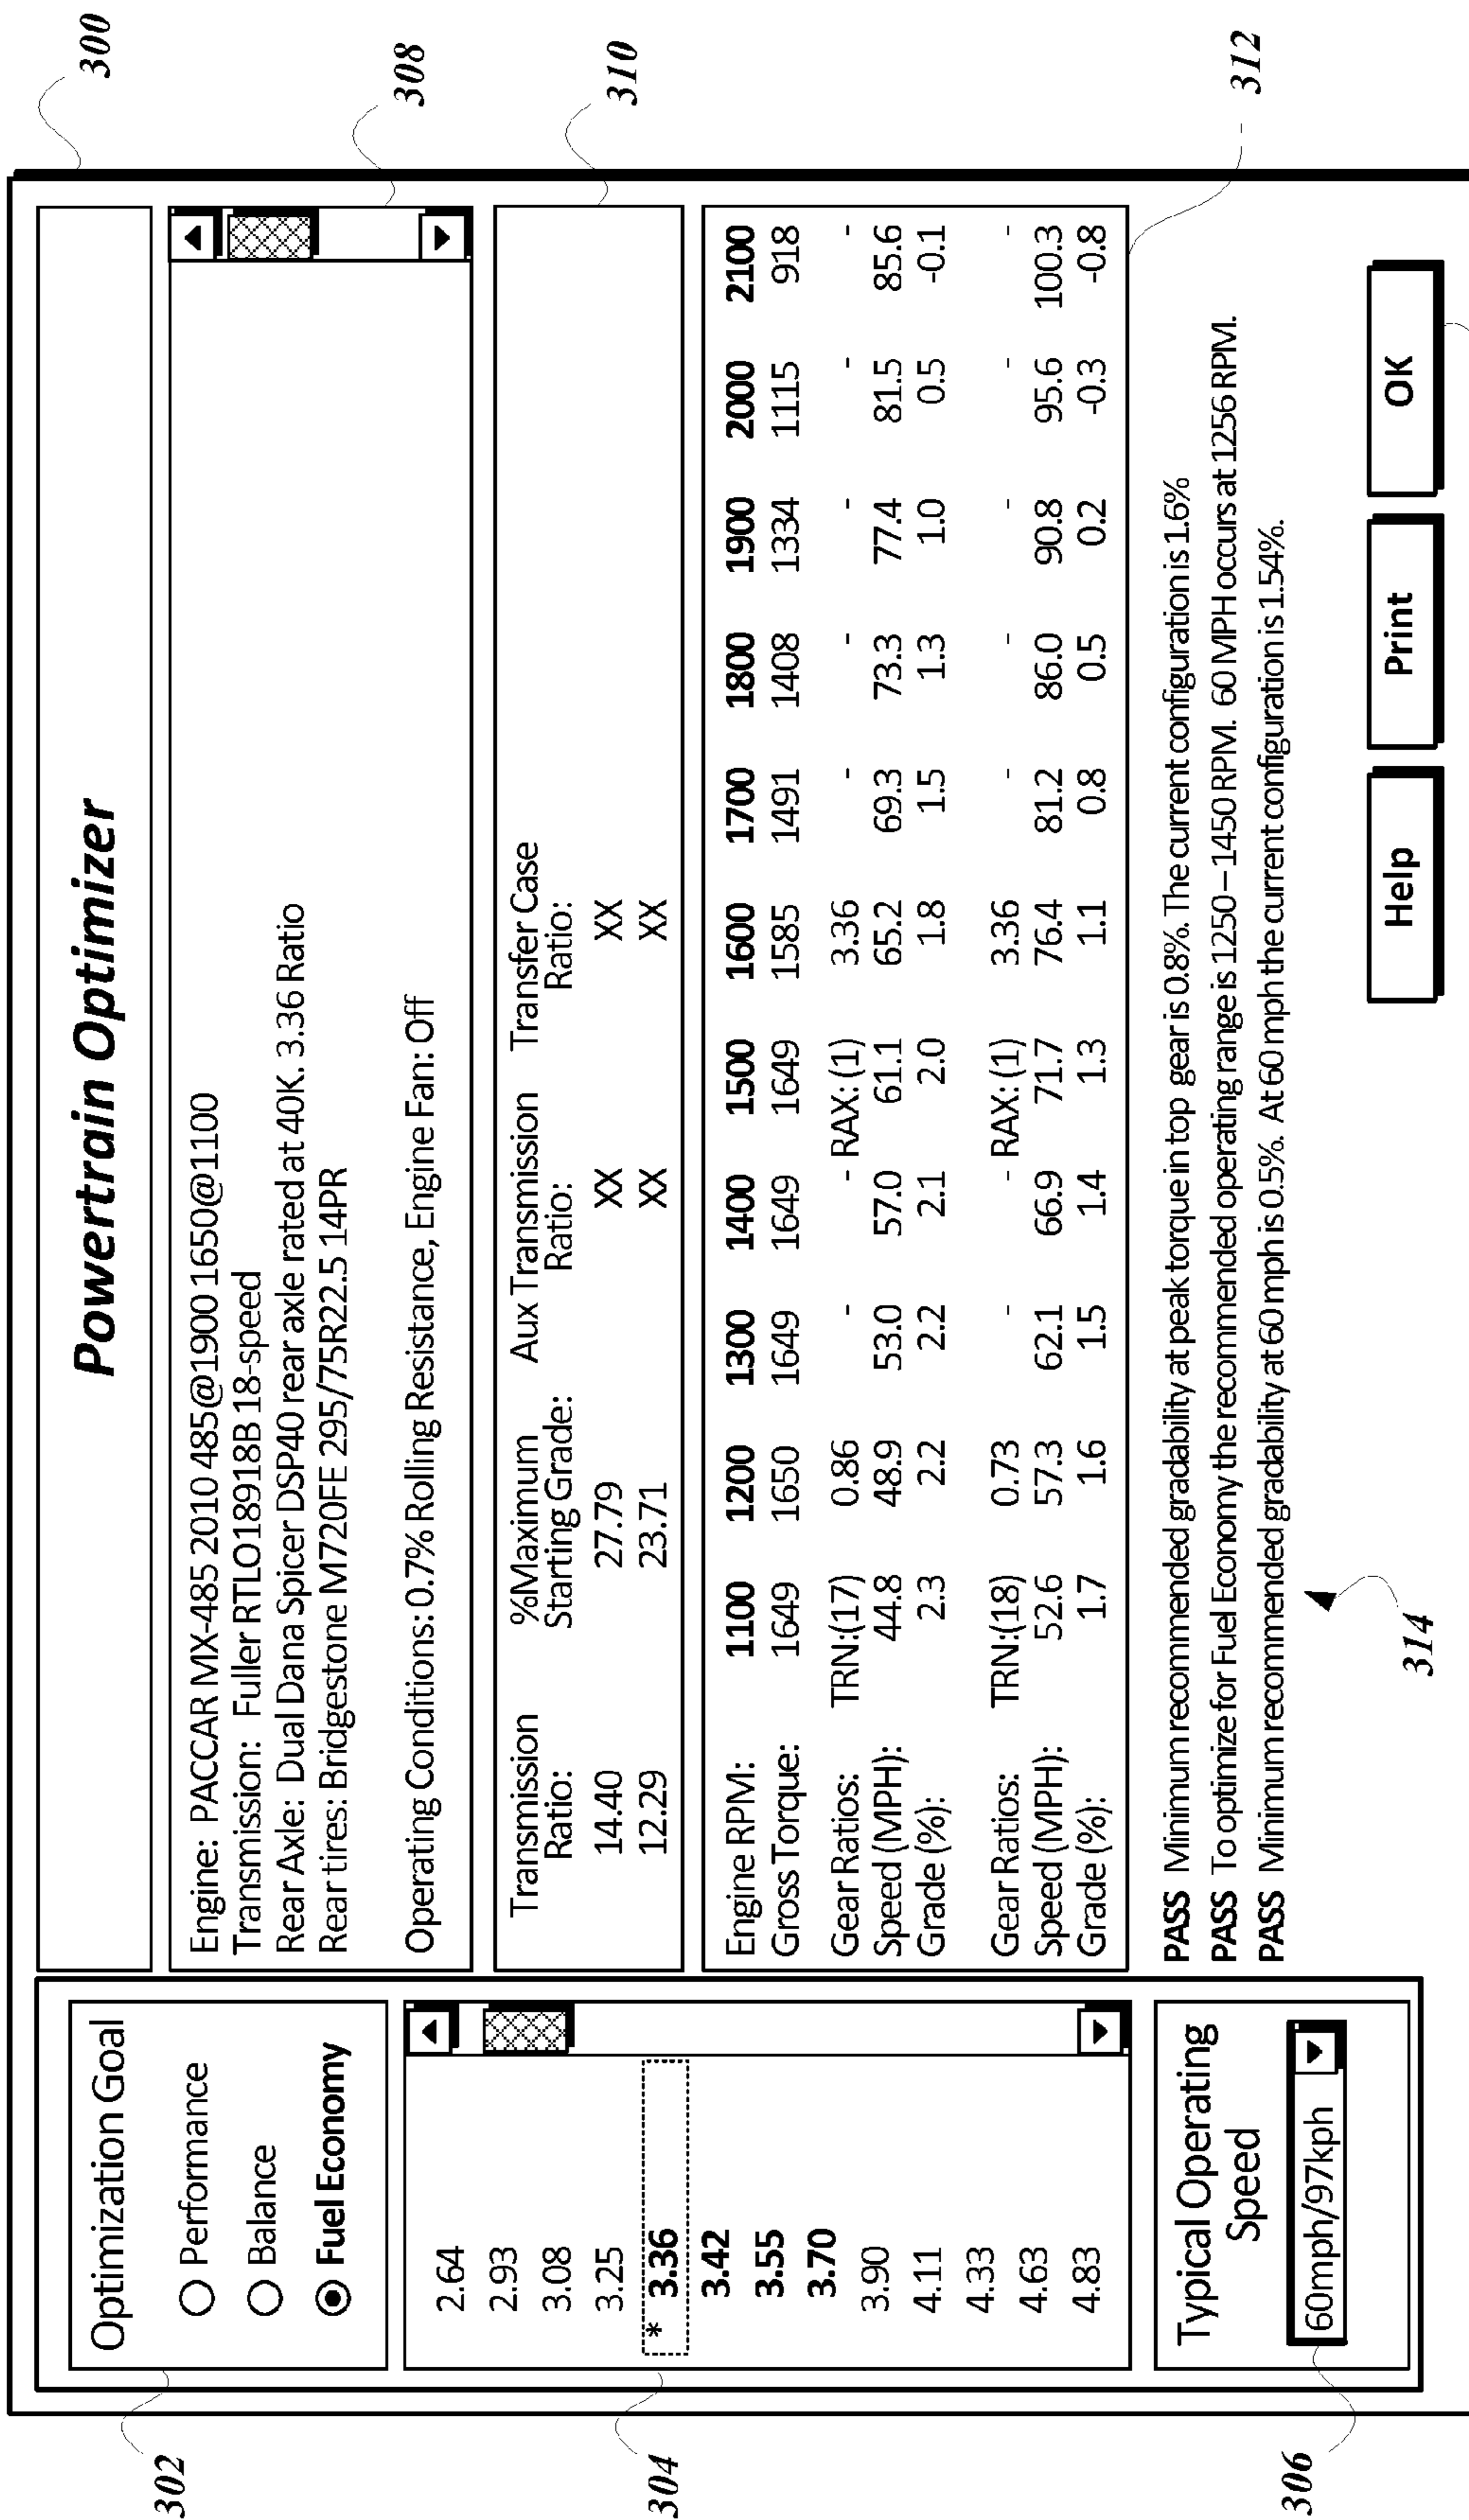 300
Powertrain Optimizer
302
Optimization Goal
Performance
Balance
Fuel Economy
304
2.64
2.93
3.08
3.25
* 3.36
3.42
3.55
3.70
3.90
4.11
4.33
4.63
4.83
306
Typical Operating
Speed
60mph/97kph
308
Engine: PACCAR MX-485 2010 485@1900 1650@1100
Transmission: Fuller RTLO18918B 18-speed
Rear Axle: Dual Dana Spicer DSP40 rear axle rated at 40K. 3.36 Ratio
Rear tires: Bridgestone M720FE 295/75R22.5 14PR
Operating Conditions: 0.7% Rolling Resistance, Engine Fan: Off
310
Transmission %Maximum Aux Transmission Transfer Case
Ratio: Starting Grade: Ratio: Ratio:
14.40 27.79 XX XX
12.29 23.71 XX XX
312
Engine RPM: 1100 1200 1300 1400 1500 1600 1700 1800 1900 2000 2100
Gross Torque: 1649 1650 1649 1649 1649 1585 1491 1408 1334 1115 918
Gear Ratios: TRN:(17) 0.86 - - RAX: (1) 3.36 - - - - -
Speed (MPH): 44.8 48.9 53.0 57.0 61.1 65.2 69.3 73.3 77.4 81.5 85.6
Grade (%): 2.3 2.2 2.2 2.1 2.0 1.8 1.5 1.3 1.0 0.5 -0.1
Gear Ratios: TRN:(18) 0.73 - - RAX: (1) 3.36 - - - - -
Speed (MPH): 52.6 57.3 62.1 66.9 71.7 76.4 81.2 86.0 90.8 95.6 100.3
Grade (%): 1.7 1.6 1.5 1.4 1.3 1.1 0.8 0.5 0.2 -0.3 -0.8
PASS Minimum recommended gradability at peak torque in top gear is 0.8%. The current configuration is 1.6%
PASS To optimize for Fuel Economy the recommended operating range is 1250 – 1450 RPM. 60 MPH occurs at 1256 RPM.
PASS Minimum recommended gradability at 60 mph is 0.5%. At 60 mph the current configuration is 1.54%.
314
Help Print OK